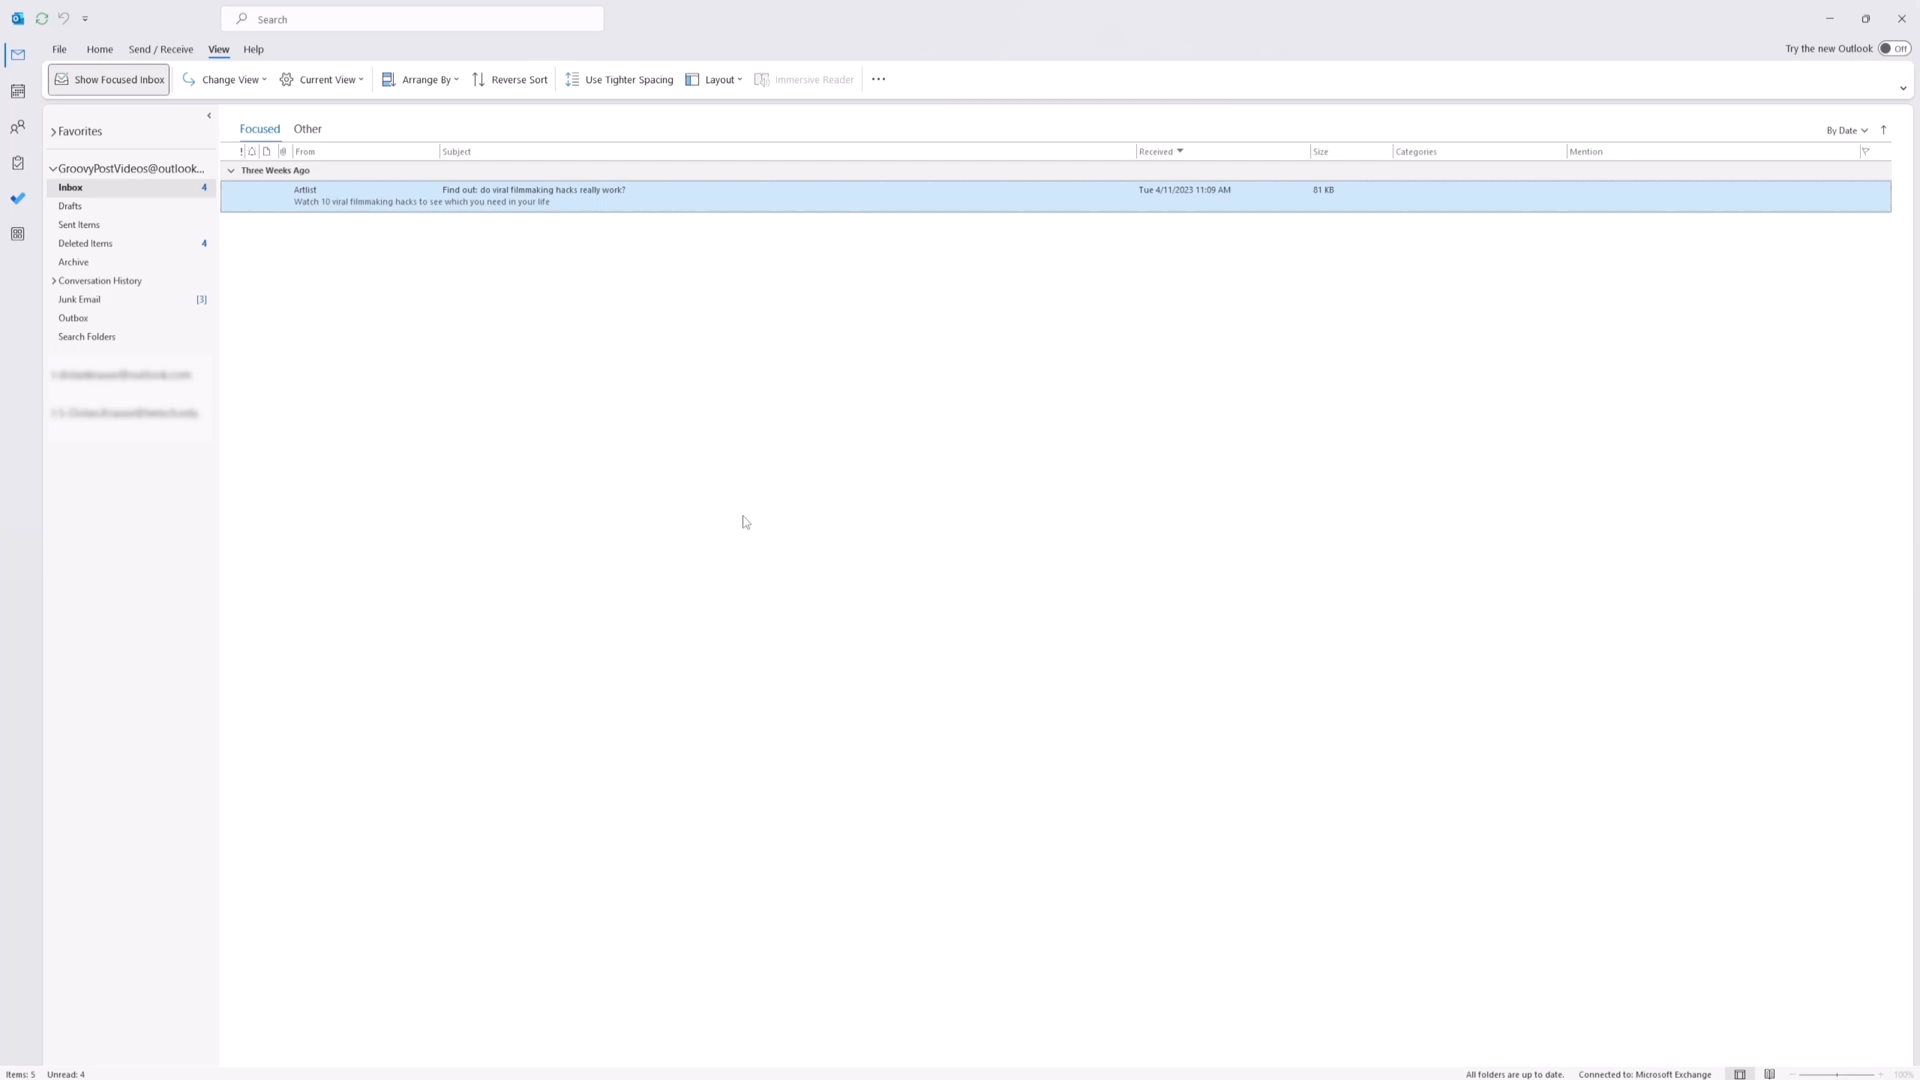 Search
File Home Send / Receive View Help
Try the new Outlook Off
Show Focused Inbox Change View Current View Arrange By Reverse Sort Use Tighter Spacing Layout Immersive Reader ...
Favorites
GroovyPostVideos@outlook...
Inbox 4
Drafts
Sent Items
Deleted Items 4
Archive
Conversation History
Junk Email [3]
Outbox
Search Folders
Focused Other
By Date
! From Subject Received Size Categories Mention
Three Weeks Ago
Artlist Find out: do viral filmmaking hacks really work? Tue 4/11/2023 11:09 AM 81 KB
Watch 10 viral filmmaking hacks to see which you need in your life
Items: 5 Unread: 4
All folders are up to date. Connected to: Microsoft Exchange
100%